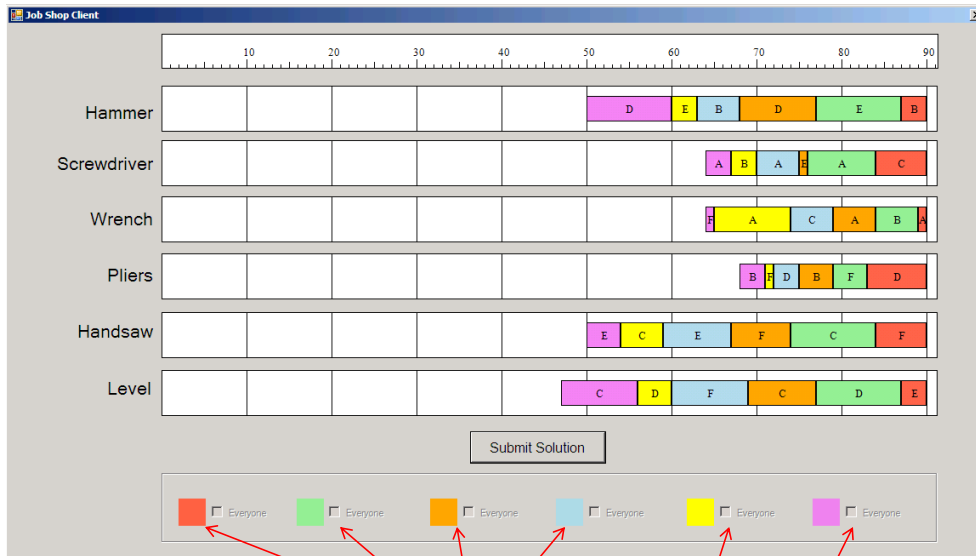 Job Shop Client
10 20 30 40 50 60 70 80 90
Hammer D E B D E B
Screwdriver A B A E A C
Wrench F A C A B A
Pliers B F D B F D
Handsaw E C E F C F
Level C D F C D E
Submit Solution
Everyone Everyone Everyone Everyone Everyone Everyone